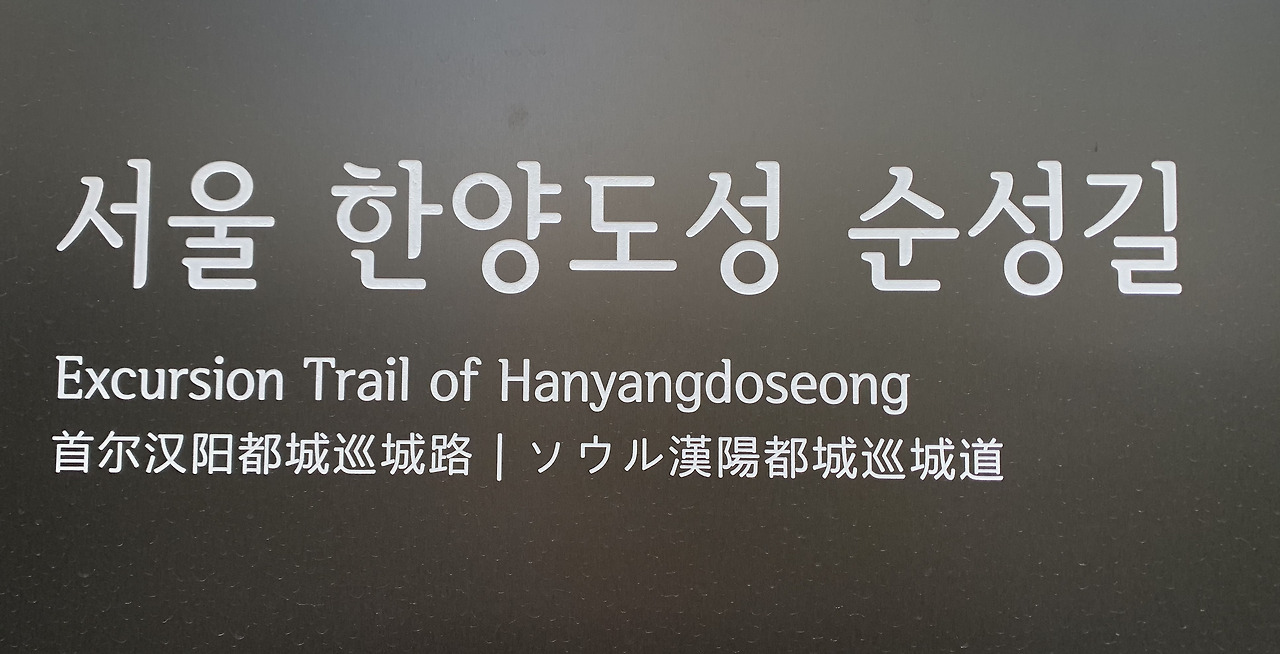 서울 한양도성 순성길
Excursion Trail of Hanyangdoseong
首尔汉阳都城巡城路 | ソウル漢陽都城巡城道